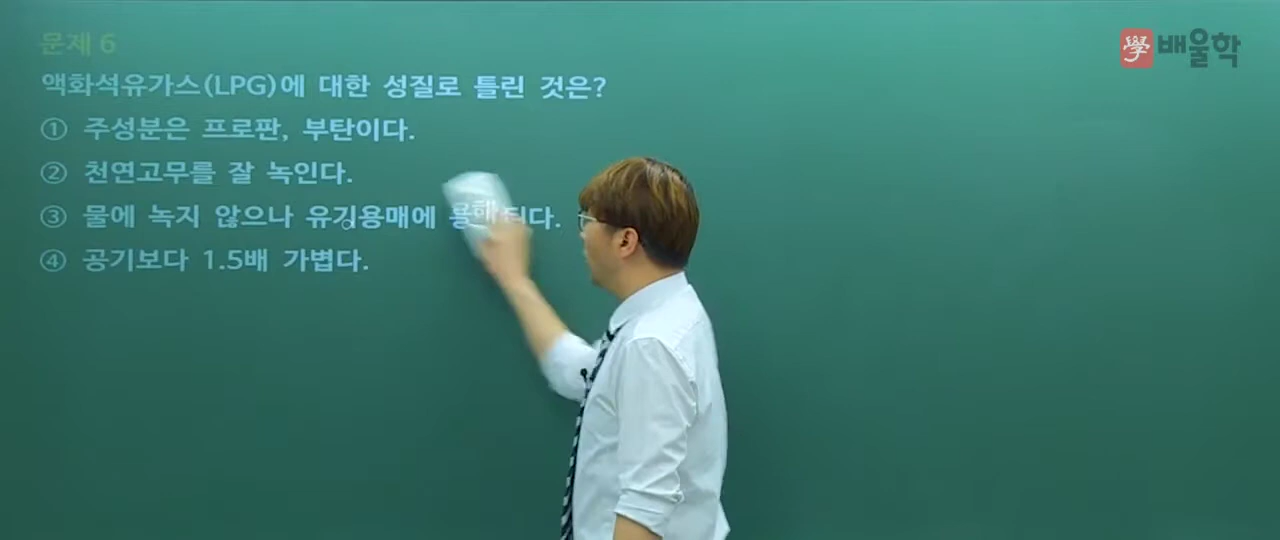 문제 6
學 배울학
액화석유가스(LPG)에 대한 성질로 틀린 것은?
① 주성분은 프로판, 부탄이다.
② 천연고무를 잘 녹인다.
③ 물에 녹지 않으나 유기용매에 용해된다.
④ 공기보다 1.5배 가볍다.